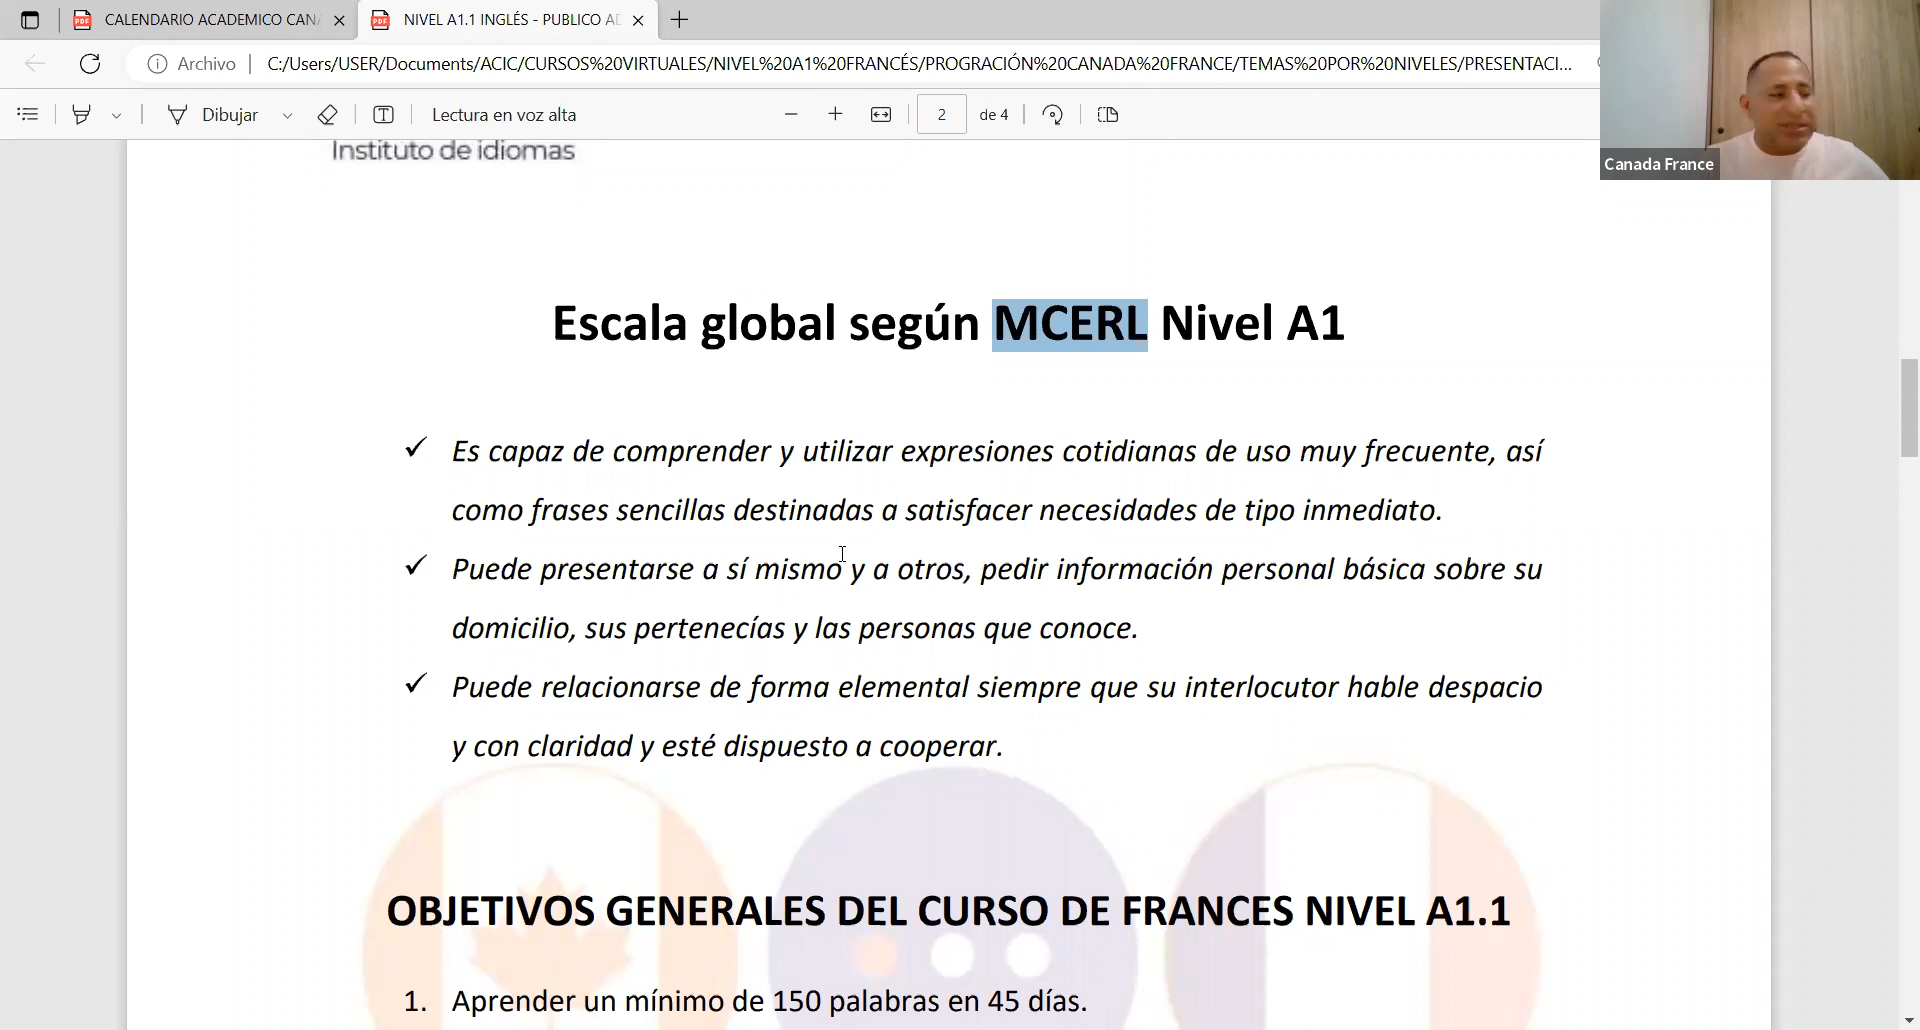 CALENDARIO ACADEMICO CAN
NIVEL A1.1 INGLÉS - PUBLICO AD
Archivo
C:/Users/USER/Documents/ACIC/CURSOS%20VIRTUALES/NIVEL%20A1%20FRANCÉS/PROGRACIÓN%20CANADA%20FRANCE/TEMAS%20POR%20NIVELES/PRESENTACI...
Dibujar
Lectura en voz alta
2 de 4
Canada France
Instituto de idiomas
Escala global según MCERL Nivel A1
✓ Es capaz de comprender y utilizar expresiones cotidianas de uso muy frecuente, así
como frases sencillas destinadas a satisfacer necesidades de tipo inmediato.
✓ Puede presentarse a sí mismo y a otros, pedir información personal básica sobre su
domicilio, sus pertenecías y las personas que conoce.
✓ Puede relacionarse de forma elemental siempre que su interlocutor hable despacio
y con claridad y esté dispuesto a cooperar.
OBJETIVOS GENERALES DEL CURSO DE FRANCES NIVEL A1.1
1. Aprender un mínimo de 150 palabras en 45 días.